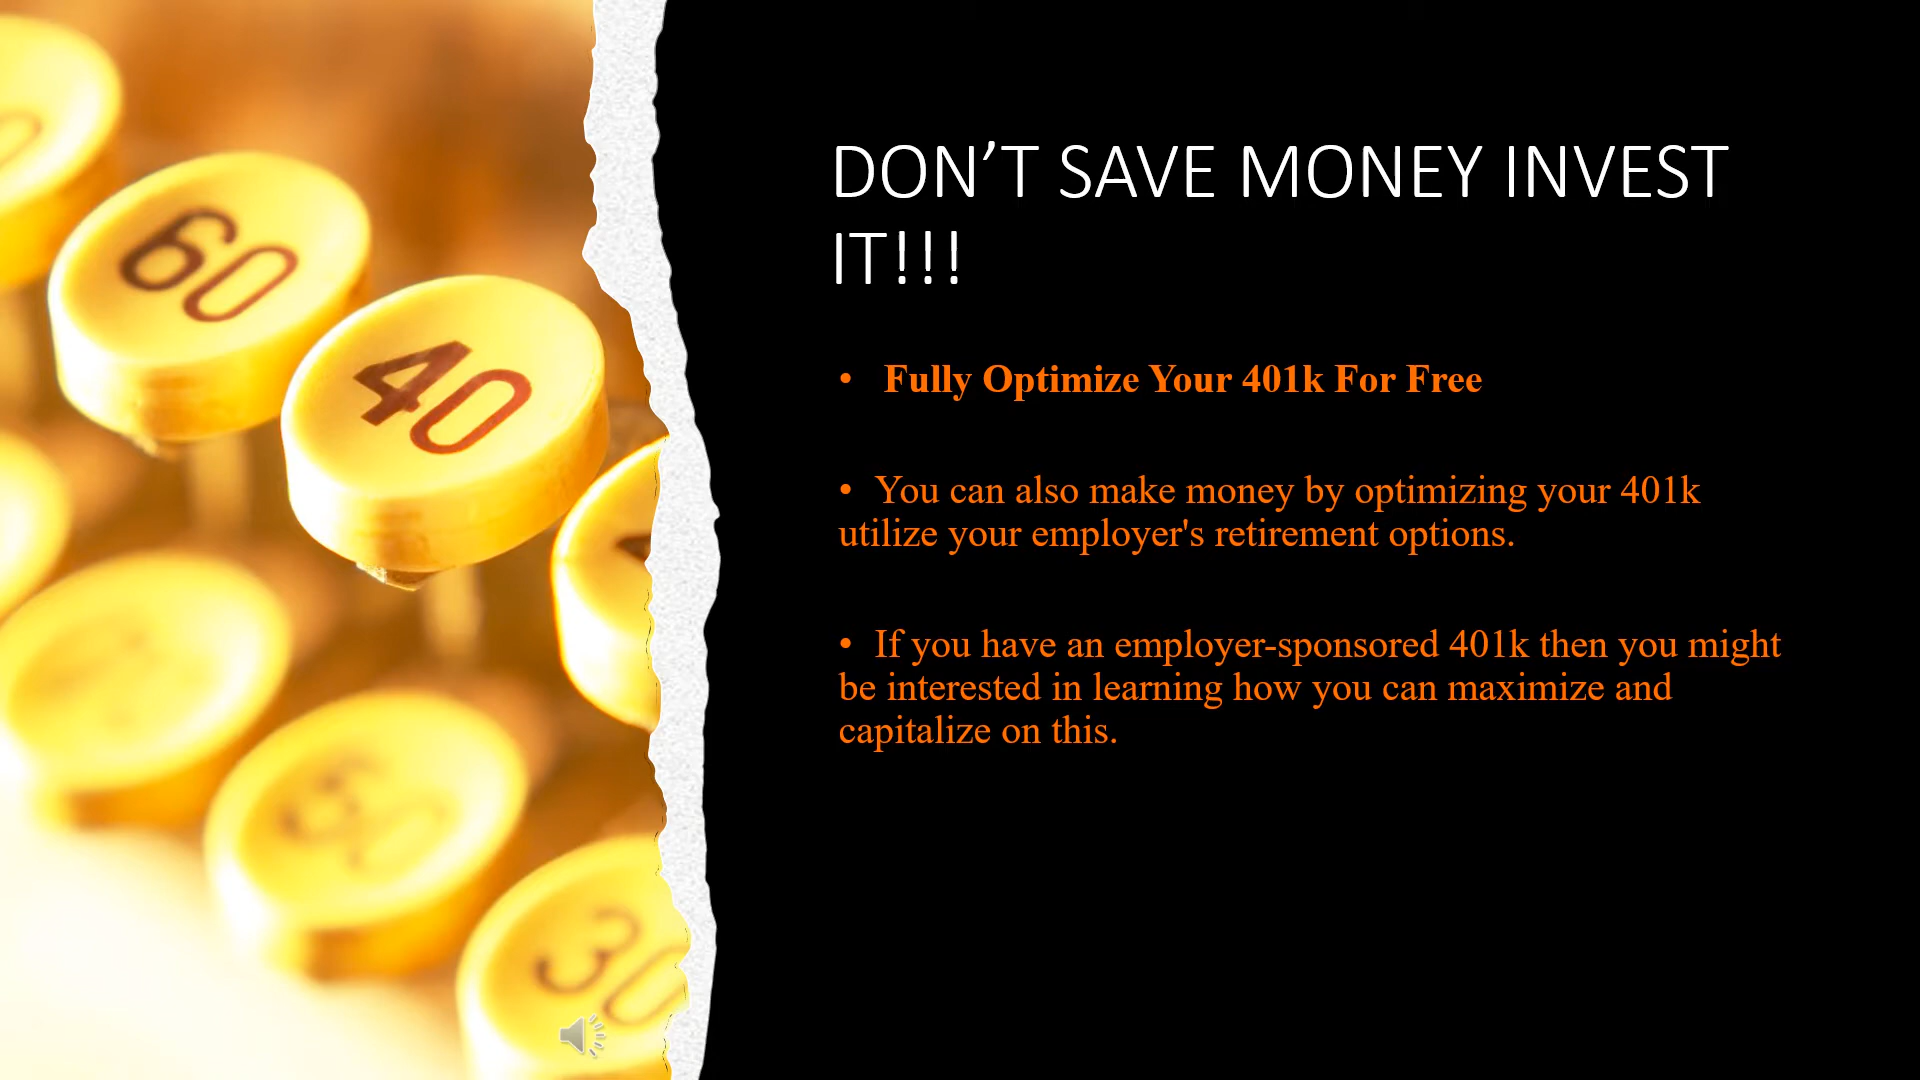 60
40
30
DON’T SAVE MONEY INVEST
IT!!!
• Fully Optimize Your 401k For Free
• You can also make money by optimizing your 401k
utilize your employer's retirement options.
• If you have an employer-sponsored 401k then you might
be interested in learning how you can maximize and
capitalize on this.